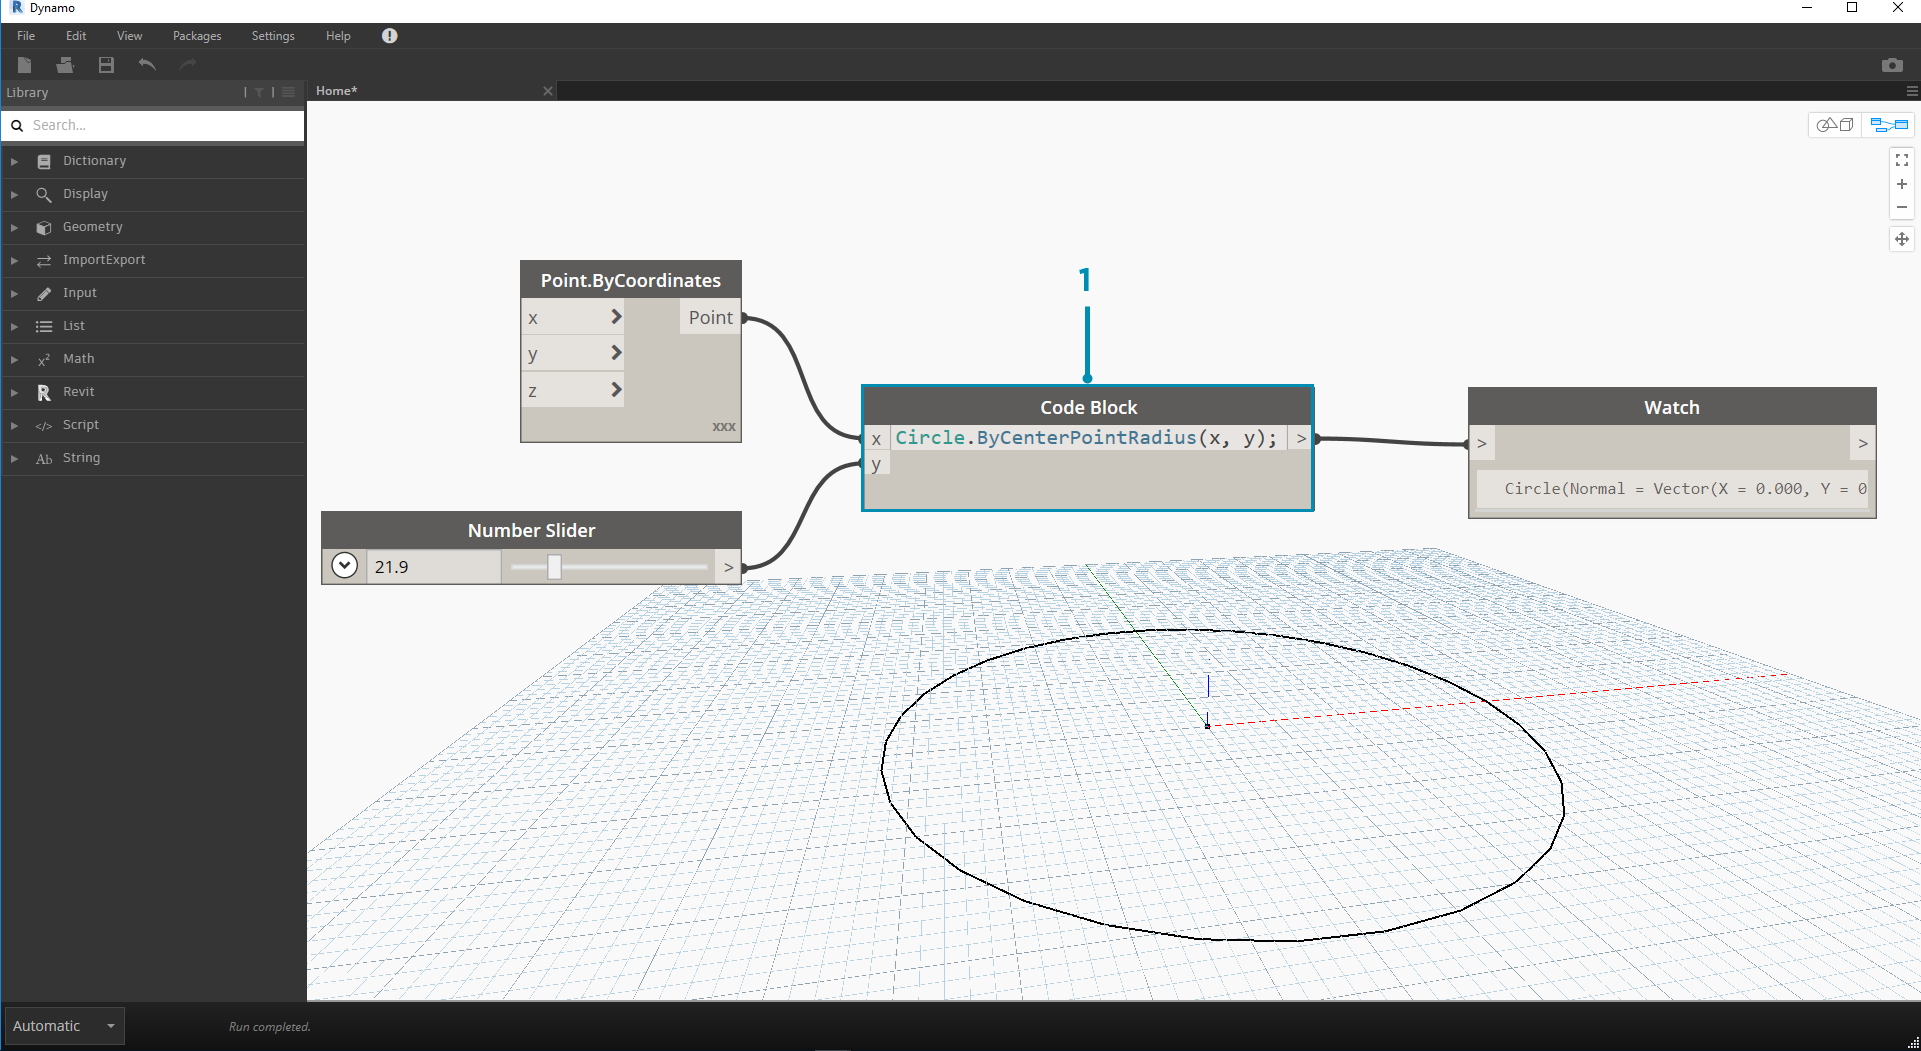 Dynamo
File Edit View Packages Settings Help
Library
Home*
Search...
Dictionary
Display
Geometry
ImportExport
Input
List
Math
Revit
Script
String
Point.ByCoordinates
x Point
y
z
xxx
1
Code Block
x Circle.ByCenterPointRadius(x, y); >
y
Watch
> >
Circle(Normal = Vector(X = 0.000, Y = 0
Number Slider
21.9 >
Automatic
Run completed.